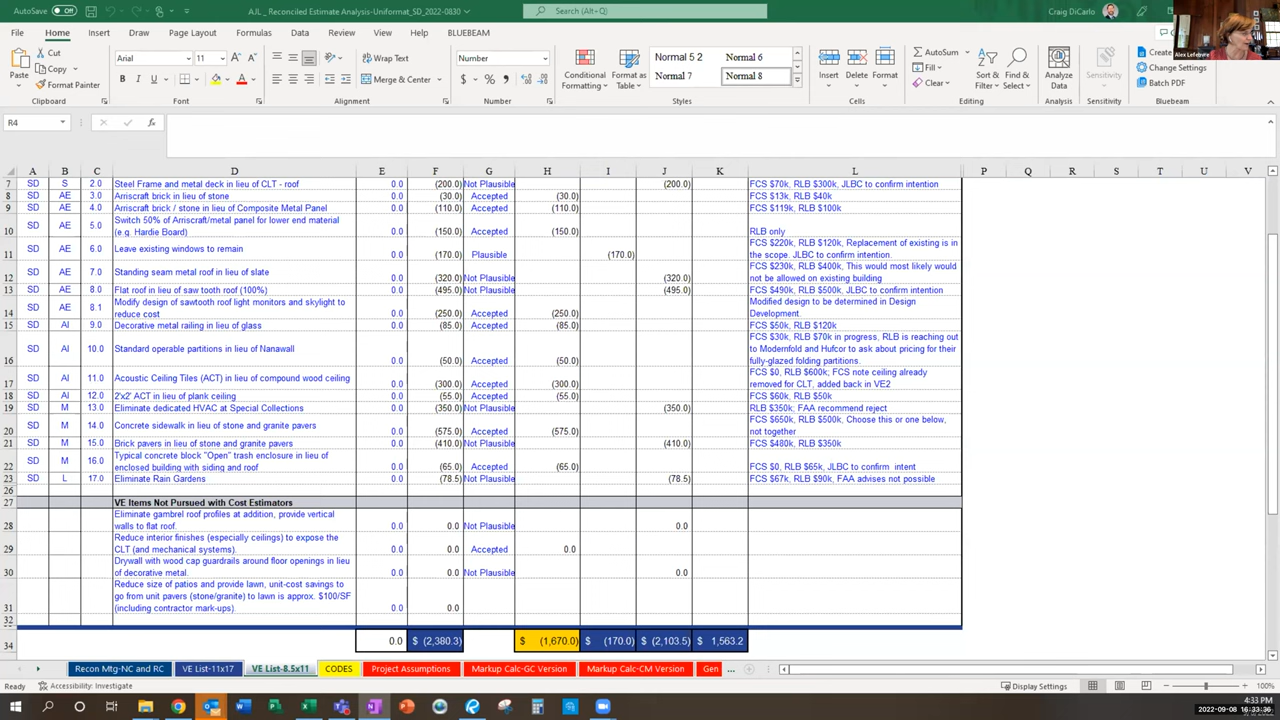 AutoSave Off AJL _ Reconciled Estimate Analysis-Uniformat_SD_2022-0830 Search (Alt+Q) Craig DiCarlo
File Home Insert Draw Page Layout Formulas Data Review View Help BLUEBEAM
Alex Lefebvre
Paste Cut Copy Format Painter Clipboard
Arial 11 B I U A Font
Wrap Text Merge & Center Alignment
Number $ % Number
Conditional Formatting Format as Table Normal 5 2 Normal 6 Normal 7 Normal 8 Styles
Insert Delete Format Cells
AutoSum Fill Clear Sort & Filter Find & Select Editing
Analyze Data Analysis Sensitivity Sensitivity
Change Settings Batch PDF Bluebeam
R4 fx
A B C D E F G H I J K L P Q R S T U V
7 SD S 2.0 Steel Frame and metal deck in lieu of CLT - roof 0.0 (200.0) Not Plausible (200.0) FCS $70k, RLB $300k, JLBC to confirm intention
8 SD AE 3.0 Arriscraft brick in lieu of stone 0.0 (30.0) Accepted (30.0) FCS $13k, RLB $40k
9 SD AE 4.0 Arriscraft brick / stone in lieu of Composite Metal Panel 0.0 (110.0) Accepted (110.0) FCS $119k, RLB $100k
10 SD AE 5.0 Switch 50% of Arriscraft/metal panel for lower end material
(e.g. Hardie Board) 0.0 (150.0) Accepted (150.0) RLB only
11 SD AE 6.0 Leave existing windows to remain 0.0 (170.0) Plausible (170.0) FCS $220k, RLB $120k, Replacement of existing is in
the scope. JLBC to confirm intention.
12 SD AE 7.0 Standing seam metal roof in lieu of slate 0.0 (320.0) Not Plausible (320.0) FCS $230k, RLB $400k, This would most likely would
not be allowed on existing building
13 SD AE 8.0 Flat roof in lieu of saw tooth roof (100%) 0.0 (495.0) Not Plausible (495.0) FCS $490k, RLB $500k, JLBC to confirm intention
14 SD AE 8.1 Modify design of sawtooth roof light monitors and skylight to
reduce cost 0.0 (250.0) Accepted (250.0) Modified design to be determined in Design
Development.
15 SD AI 9.0 Decorative metal railing in lieu of glass 0.0 (85.0) Accepted (85.0) FCS $50k, RLB $120k
16 SD AI 10.0 Standard operable partitions in lieu of Nanawall 0.0 (50.0) Accepted (50.0) FCS $30k, RLB $70k in progress, RLB is reaching out
to Modernfold and Hufcor to ask about pricing for their
fully-glazed folding partitions.
17 SD AI 11.0 Acoustic Ceiling Tiles (ACT) in lieu of compound wood ceiling 0.0 (300.0) Accepted (300.0) FCS $0, RLB $600k, FCS note ceiling already
removed for CLT, added back in VE2
18 SD AI 12.0 2'x2' ACT in lieu of plank ceiling 0.0 (55.0) Accepted (55.0) FCS $60k, RLB $50k
19 SD M 13.0 Eliminate dedicated HVAC at Special Collections 0.0 (350.0) Not Plausible (350.0) RLB $350k; FAA recommend reject
20 SD M 14.0 Concrete sidewalk in lieu of stone and granite pavers 0.0 (575.0) Accepted (575.0) FCS $650k, RLB $500k, Choose this or one below,
not together
21 SD M 15.0 Brick pavers in lieu of stone and granite pavers 0.0 (410.0) Not Plausible (410.0) FCS $480k, RLB $350k
22 SD M 16.0 Typical concrete block "Open" trash enclosure in lieu of
enclosed building with siding and roof 0.0 (65.0) Accepted (65.0) FCS $0, RLB $65k, JLBC to confirm intent
23 SD L 17.0 Eliminate Rain Gardens 0.0 (78.5) Not Plausible (78.5) FCS $67k, RLB $90k, FAA advises not possible
26
27 VE Items Not Pursued with Cost Estimators
28 Eliminate gambrel roof profiles at addition, provide vertical
walls to flat roof. 0.0 0.0 Not Plausible 0.0
29 Reduce interior finishes (especially ceilings) to expose the
CLT (and mechanical systems). 0.0 0.0 Accepted 0.0
30 Drywall with wood cap guardrails around floor openings in lieu
of decorative metal. 0.0 0.0 Not Plausible 0.0
31 Reduce size of patios and provide lawn, unit-cost savings to
go from unit pavers (stone/granite) to lawn is approx. $100/SF
(including contractor mark-ups). 0.0 0.0
32
34 0.0 $ (2,380.3) $ (1,670.0) $ (170.0) $ (2,103.5) $ 1,563.2
Recon Mtg-NC and RC VE List-11x17 VE List-8.5x11 CODES Project Assumptions Markup Calc-GC Version Markup Calc-CM Version Gen ...
Ready Accessibility: Investigate Display Settings 100%
4:33 PM
2022-09-08 16:33:36